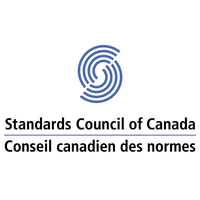 Standards Council of Canada
Conseil canadien des normes